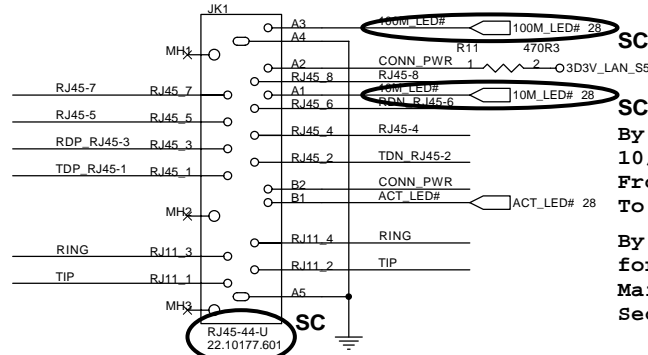 JK1
A3 100M_LED# 100M_LED# 28
SC
A4
MH1
R11 470R3
A2 CONN_PWR 1 2 3D3V_LAN_S5
RJ45_8 RJ45-8
RJ45-7 RJ45_7 A1 10M_LED# 10M_LED# 28
RJ45_6 RDN_RJ45-6
SC
RJ45-5 RJ45_5
RJ45_4 RJ45-4
By
RDP_RJ45-3 RJ45_3
10
RJ45_2 TDN_RJ45-2
Fro
TDP_RJ45-1 RJ45_1
B2 CONN_PWR
To
B1 ACT_LED# ACT_LED# 28
MH2
RJ11_4 RING
By
RING RJ11_3
for
RJ11_2 TIP
TIP RJ11_1
Mai
A5
MH3
Sec
SC
RJ45-44-U
22.10177.601